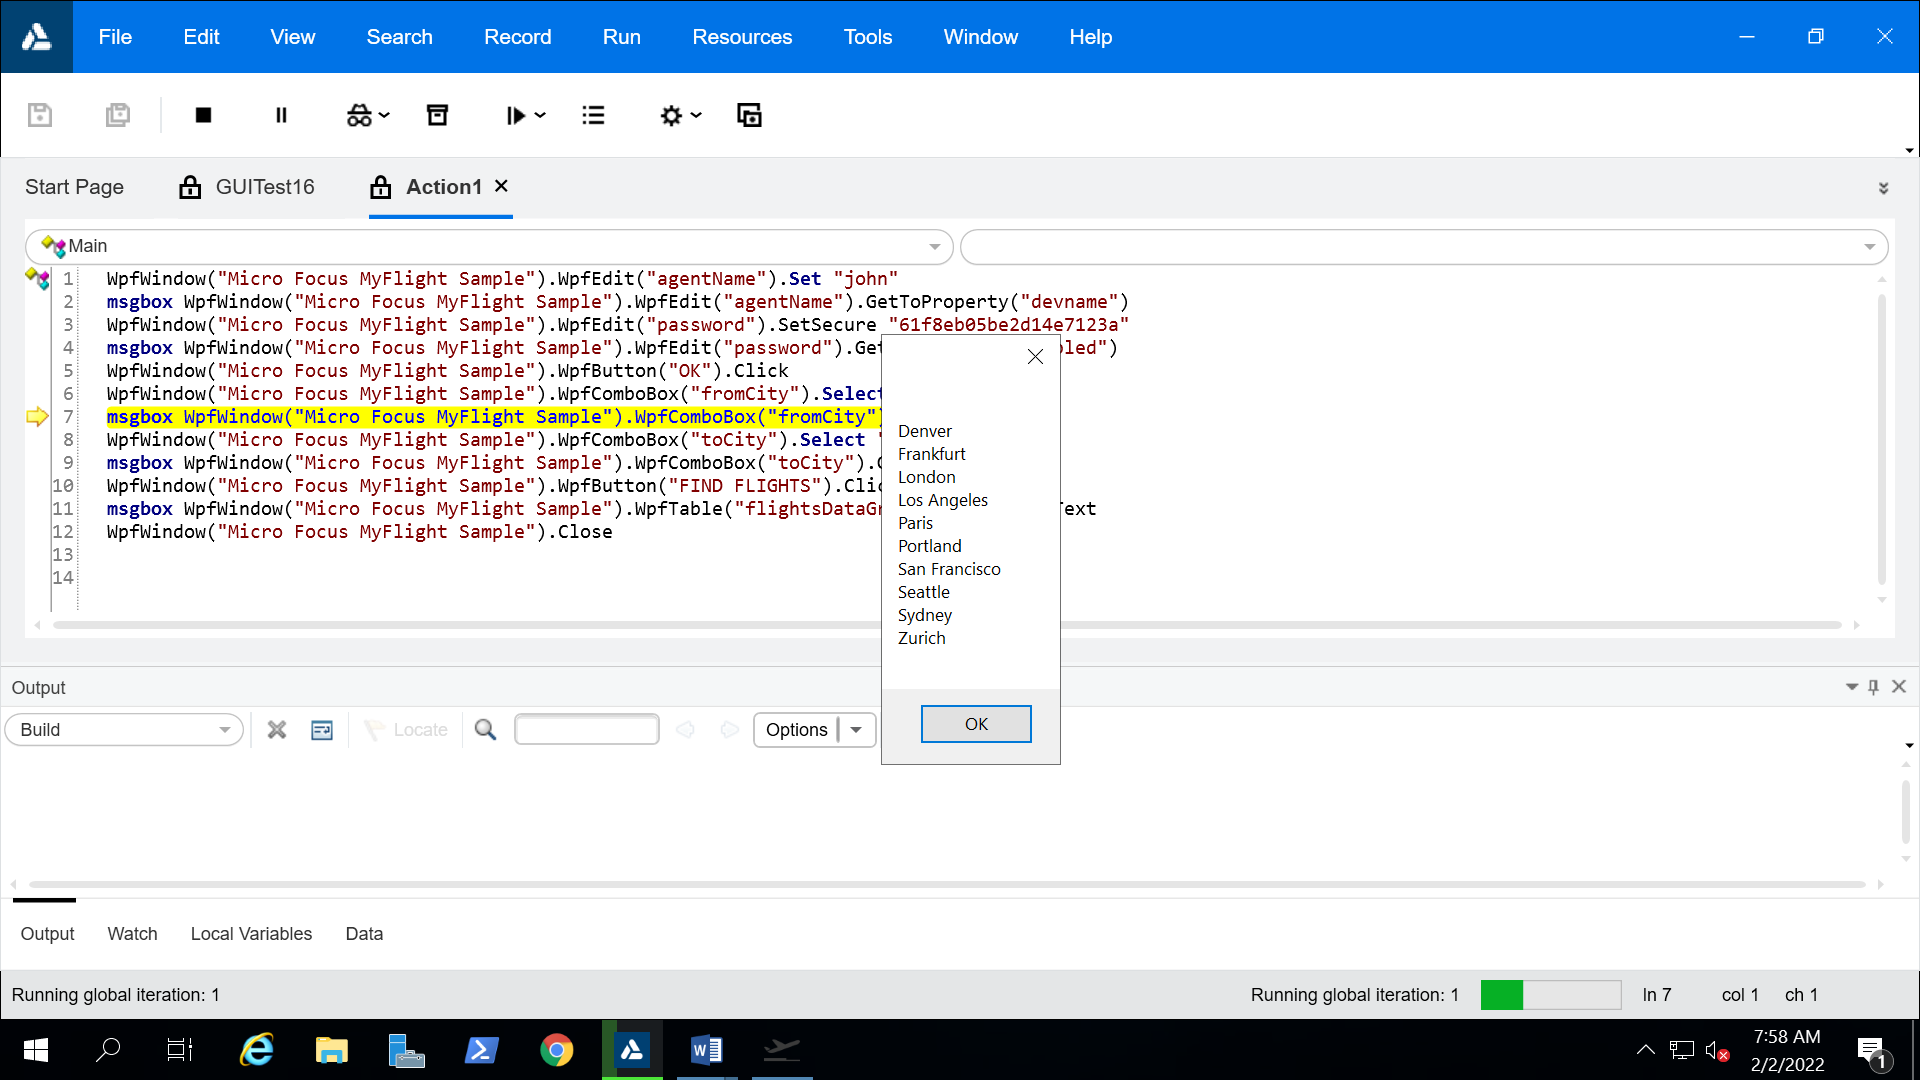 File Edit View Search Record Run Resources Tools Window Help
Start Page GUITest16 Action1
Main
1 WpfWindow("Micro Focus MyFlight Sample").WpfEdit("agentName").Set "john"
2 msgbox WpfWindow("Micro Focus MyFlight Sample").WpfEdit("agentName").GetToProperty("devname")
3 WpfWindow("Micro Focus MyFlight Sample").WpfEdit("password").SetSecure "61f8eb05be2d14e7123a"
4 msgbox WpfWindow("Micro Focus MyFlight Sample").WpfEdit("password").Ge bled")
5 WpfWindow("Micro Focus MyFlight Sample").WpfButton("OK").Click
6 WpfWindow("Micro Focus MyFlight Sample").WpfComboBox("fromCity").Select
7 msgbox WpfWindow("Micro Focus MyFlight Sample").WpfComboBox("fromCity")
8 WpfWindow("Micro Focus MyFlight Sample").WpfComboBox("toCity").Select "
9 msgbox WpfWindow("Micro Focus MyFlight Sample").WpfComboBox("toCity").
10 WpfWindow("Micro Focus MyFlight Sample").WpfButton("FIND FLIGHTS").Clic
11 msgbox WpfWindow("Micro Focus MyFlight Sample").WpfTable("flightsDataGr ext
12 WpfWindow("Micro Focus MyFlight Sample").Close
13
14
Denver
Frankfurt
London
Los Angeles
Paris
Portland
San Francisco
Seattle
Sydney
Zurich
OK
Output
Build Locate Options
Output Watch Local Variables Data
Running global iteration: 1 Running global iteration: 1 ln 7 col 1 ch 1
7:58 AM
2/2/2022
1